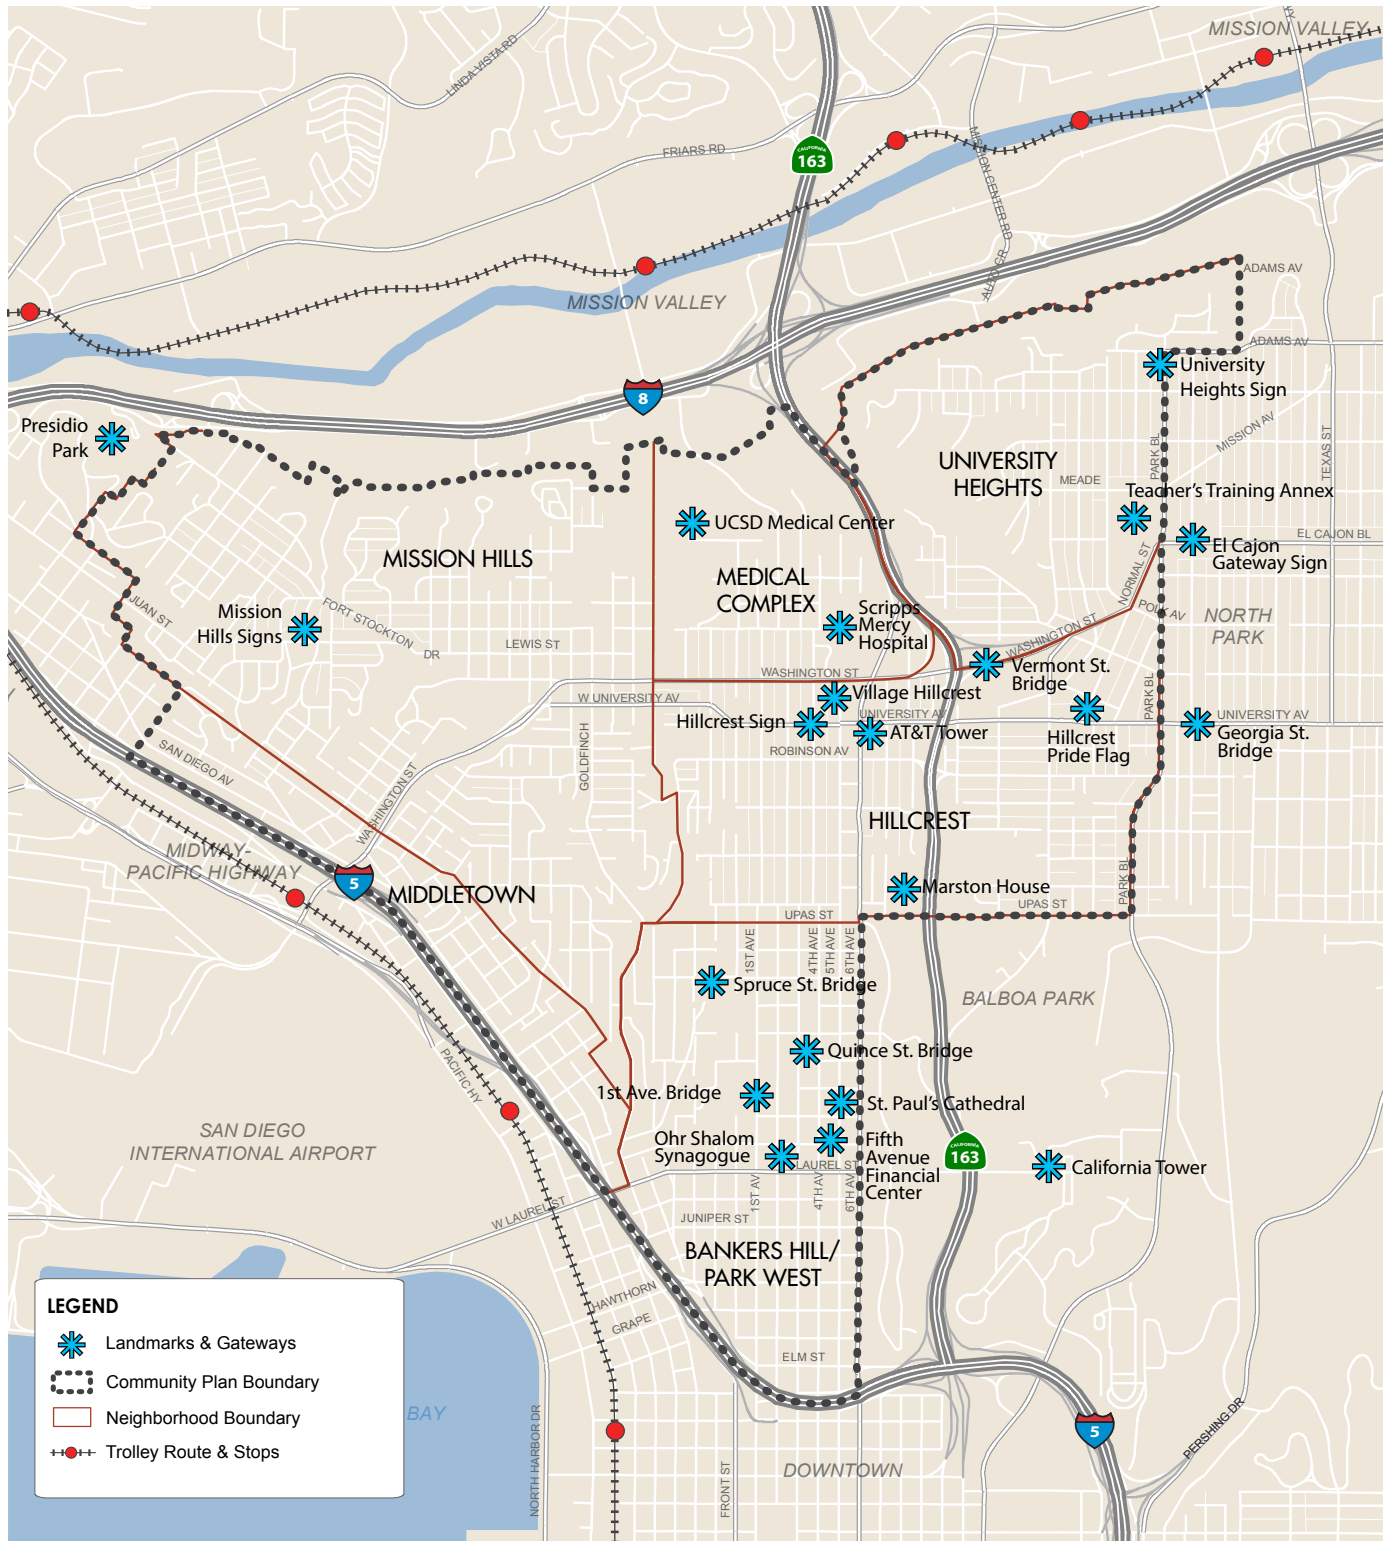 MISSION VALLEY
LINDA VISTA RD
FRIARS RD
CALIFORNIA
163
MISSION CENTER RD
AUTO CR
MISSION VALLEY
ADAMS AV
ADAMS AV
8
University
Heights Sign
Presidio
Park
MISSION AV
PARK BL
TEXAS ST
UNIVERSITY
HEIGHTS
MEADE
Teacher's Training Annex
UCSD Medical Center
EL CAJON BL
El Cajon
Gateway Sign
MISSION HILLS
MEDICAL
COMPLEX
NORMAL ST
JUAN ST
Mission
Hills Signs
FORT STOCKTON
DR
LEWIS ST
Scripps
Mercy
Hospital
POLK AV
NORTH
PARK
WASHINGTON ST
WASHINGTON ST
Vermont St.
Bridge
W UNIVERSITY AV
Village Hillcrest
PARK BL
Hillcrest Sign
UNIVERSITY AV
AT&T Tower
ROBINSON AV
Hillcrest
Pride Flag
UNIVERSITY AV
Georgia St.
Bridge
GOLDFINCH
SAN DIEGO AV
WASHINGTON ST
HILLCREST
MIDWAY-
PACIFIC HIGHWAY
5
MIDDLETOWN
Marston House
PARK BL
UPAS ST
UPAS ST
1ST AVE
4TH AVE
5TH AVE
6TH AVE
Spruce St. Bridge
BALBOA PARK
Quince St. Bridge
PACIFIC HY
1st Ave. Bridge
St. Paul's Cathedral
SAN DIEGO
INTERNATIONAL AIRPORT
Ohr Shalom
Synagogue
Fifth
Avenue
Financial
Center
LAUREL ST
CALIFORNIA
163
California Tower
1ST AV
4TH AV
6TH AV
W LAUREL ST
JUNIPER ST
BANKERS HILL/
PARK WEST
HAWTHORN
GRAPE
ELM ST
LEGEND
Landmarks & Gateways
Community Plan Boundary
Neighborhood Boundary
Trolley Route & Stops
BAY
NORTH HARBOR DR
FRONT ST
DOWNTOWN
5
PERSHING DR